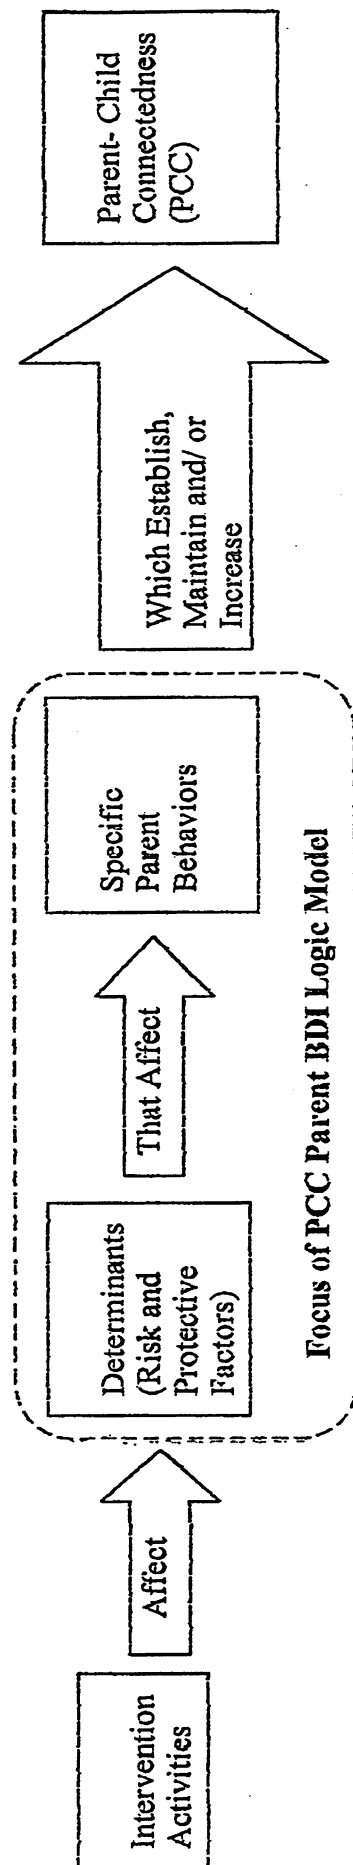 Intervention
Activities
Affect
Determinants
(Risk and
Protective
Factors)
That Affect
Specific
Parent
Behaviors
Focus of PCC Parent BDI Logic Model
Which Establish,
Maintain and/ or
Increase
Parent- Child
Connectedness
(PCC)